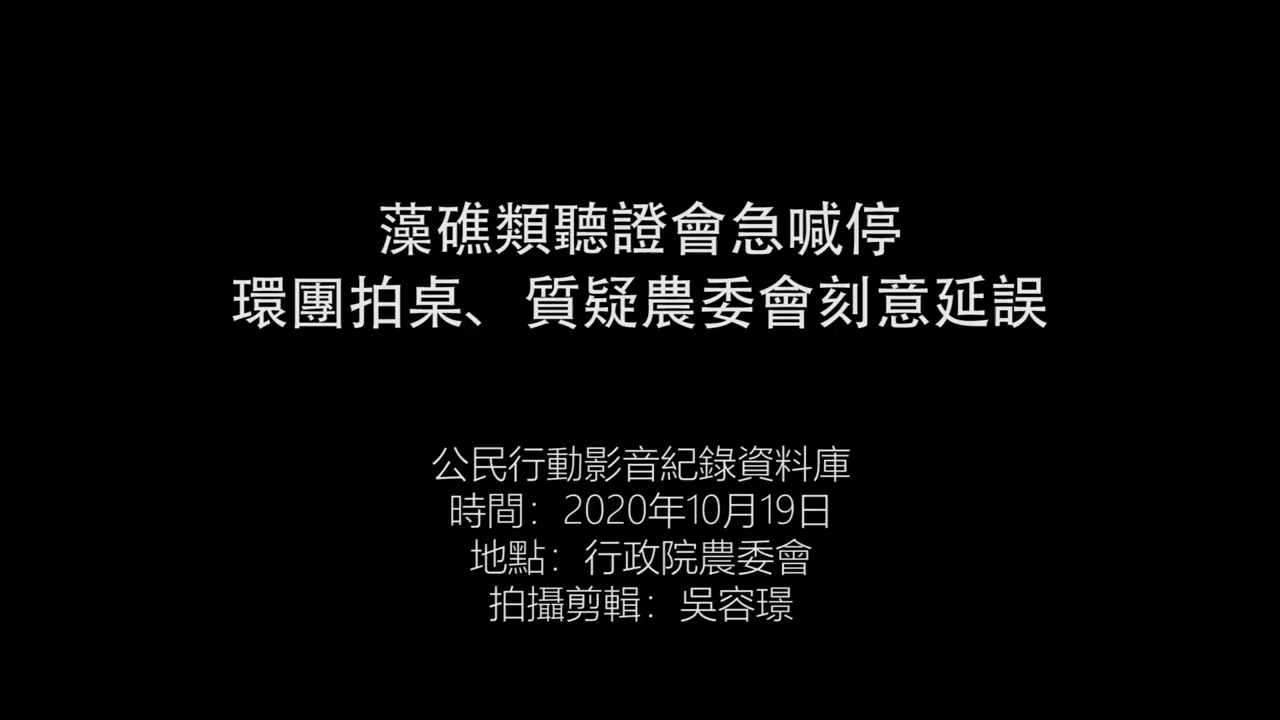 藻礁類聽證會急喊停
環團拍桌、質疑農委會刻意延誤
公民行動影音紀錄資料庫
時間：2020年10月19日
地點：行政院農委會
拍攝剪輯：吳容璟